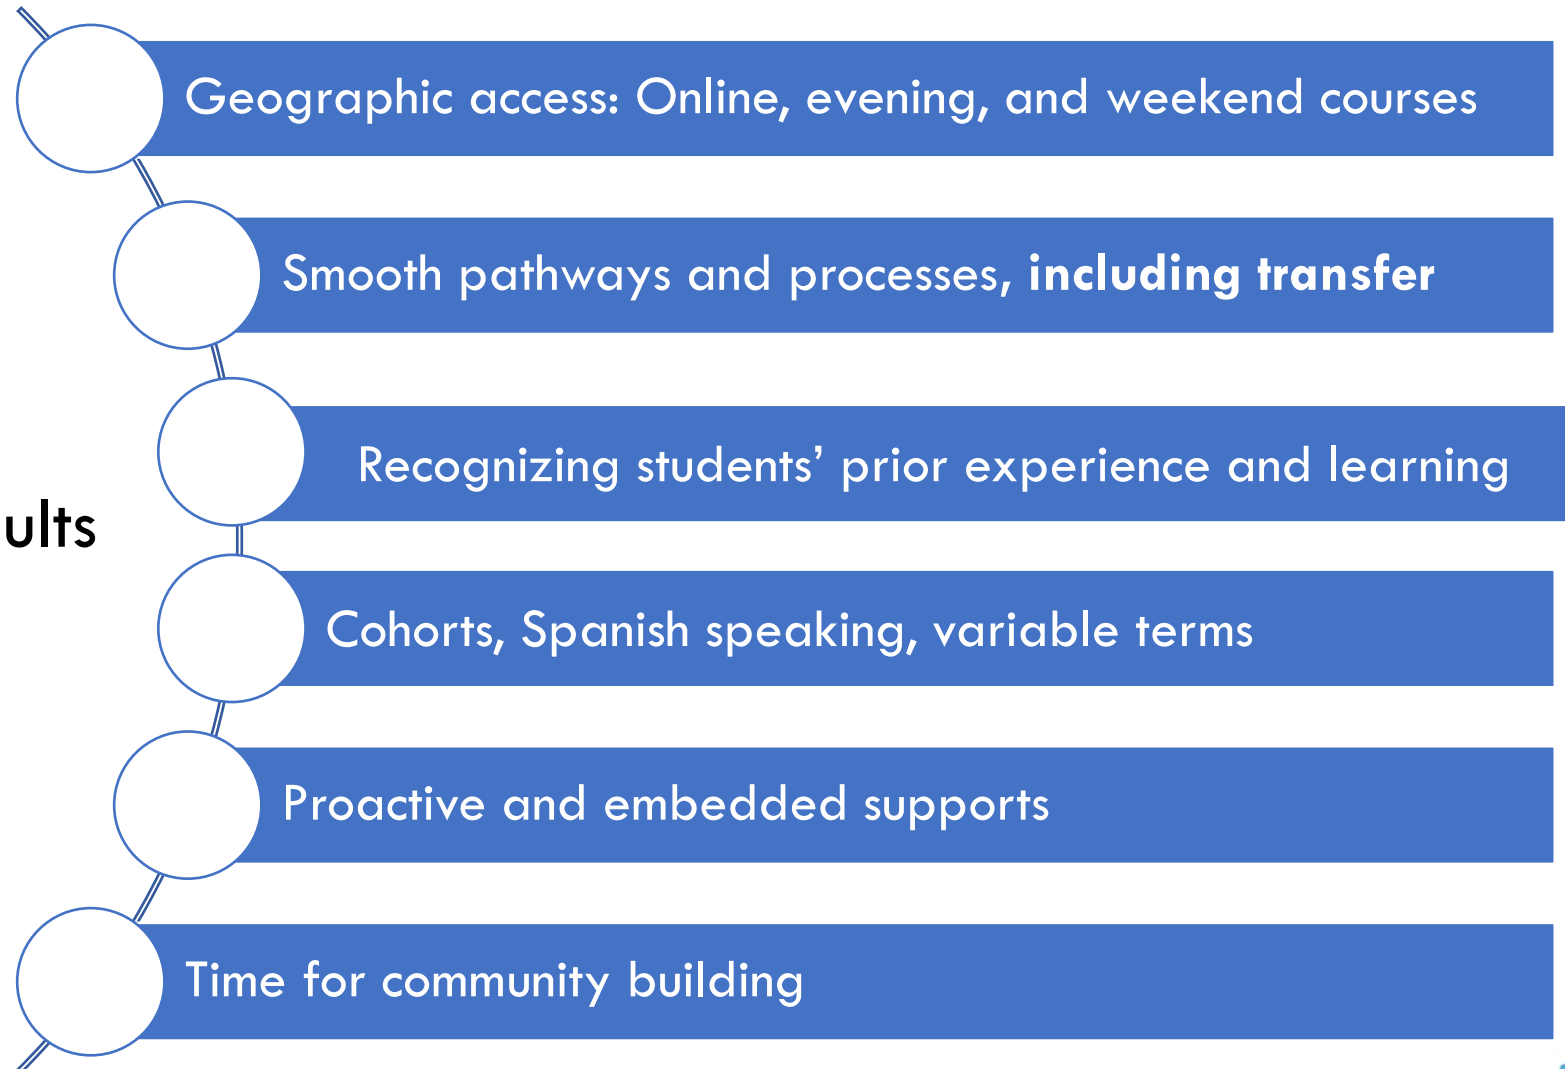 Geographic access: Online, evening, and weekend courses
Smooth pathways and processes, including transfer
Recognizing students’ prior experience and learning
ults
Cohorts, Spanish speaking, variable terms
Proactive and embedded supports
Time for community building